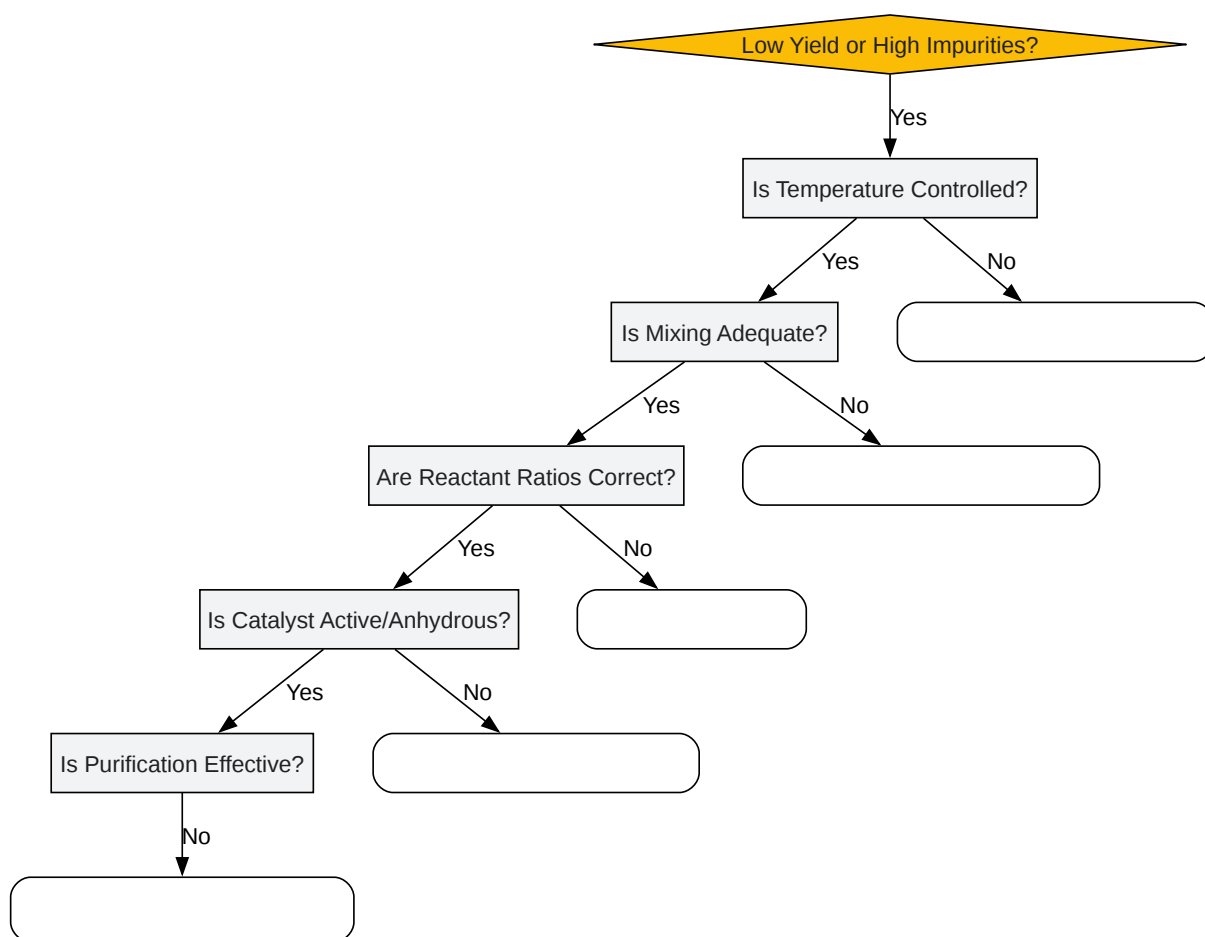 Low Yield or High Impurities?
Yes
Is Temperature Controlled?
Yes
No
Is Mixing Adequate?
Yes
No
Are Reactant Ratios Correct?
Yes
No
Is Catalyst Active/Anhydrous?
Yes
No
Is Purification Effective?
No